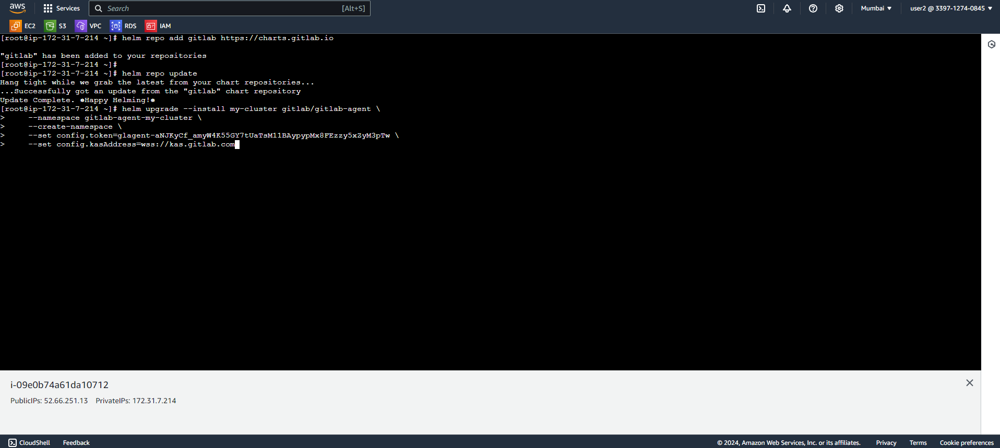 aws Services Search [Alt+S] Mumbai ▼ user2 @ 3397-1274-0845 ▼
EC2 S3 VPC RDS IAM
[root@ip-172-31-7-214 ~]# helm repo add gitlab https://charts.gitlab.io
"gitlab" has been added to your repositories
[root@ip-172-31-7-214 ~]#
[root@ip-172-31-7-214 ~]# helm repo update
Hang tight while we grab the latest from your chart repositories...
...Successfully got an update from the "gitlab" chart repository
Update Complete. ⎈Happy Helming!⎈
[root@ip-172-31-7-214 ~]# helm upgrade --install my-cluster gitlab/gitlab-agent \
> --namespace gitlab-agent-my-cluster \
> --create-namespace \
> --set config.token=glagent-aNJKyCf_amyW4K55GY7tUaTsM11BAypypMx8FEzzy5xZyM3pTw \
> --set config.kasAddress=wss://kas.gitlab.com
i-09e0b74a61da10712
PublicIPs: 52.66.251.13 PrivateIPs: 172.31.7.214
CloudShell Feedback © 2024, Amazon Web Services, Inc. or its affiliates. Privacy Terms Cookie preferences